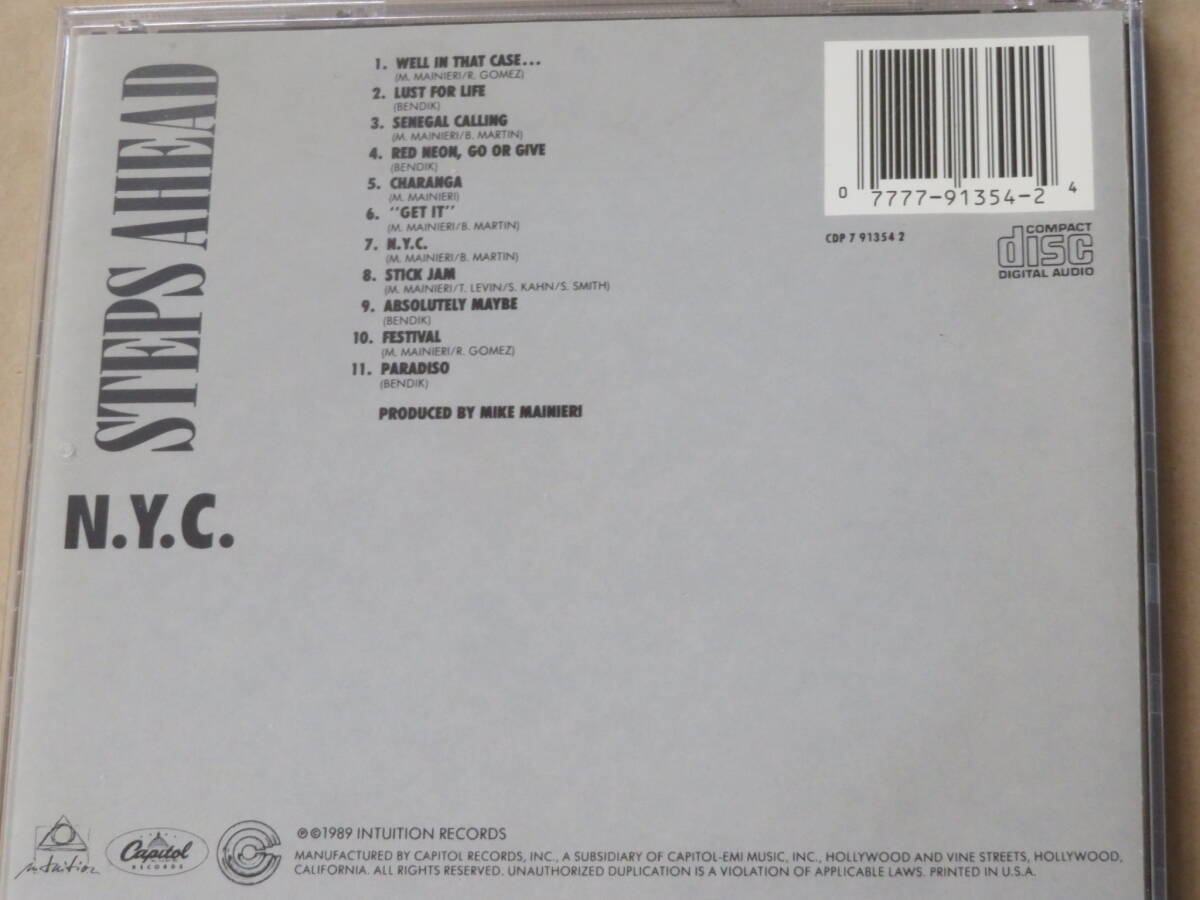 STEPS AHEAD
N.Y.C.
1. WELL IN THAT CASE...
(M. MAINIERI/R. GOMEZ)
2. LUST FOR LIFE
(BENDIK)
3. SENEGAL CALLING
(M. MAINIERI/B. MARTIN)
4. RED NEON, GO OR GIVE
(BENDIK)
5. CHARANGA
(M. MAINIERI)
6. "GET IT"
(M. MAINIERI/B. MARTIN)
7. N.Y.C.
(M. MAINIERI/B. MARTIN)
8. STICK JAM
(M. MAINIERI/T. LEVIN/S. KAHN/S. SMITH)
9. ABSOLUTELY MAYBE
(BENDIK)
10. FESTIVAL
(M. MAINIERI/R. GOMEZ)
11. PARADISO
(BENDIK)
PRODUCED BY MIKE MAINIERI
0 7777-91354-2 4
CDP 7 91354 2
COMPACT
disc
DIGITAL AUDIO
intuition
Capitol
RECORDS
℗©1989 INTUITION RECORDS
MANUFACTURED BY CAPITOL RECORDS, INC., A SUBSIDIARY OF CAPITOL-EMI MUSIC, INC., HOLLYWOOD AND VINE STREETS, HOLLYWOOD,
CALIFORNIA. ALL RIGHTS RESERVED. UNAUTHORIZED DUPLICATION IS A VIOLATION OF APPLICABLE LAWS. PRINTED IN U.S.A.